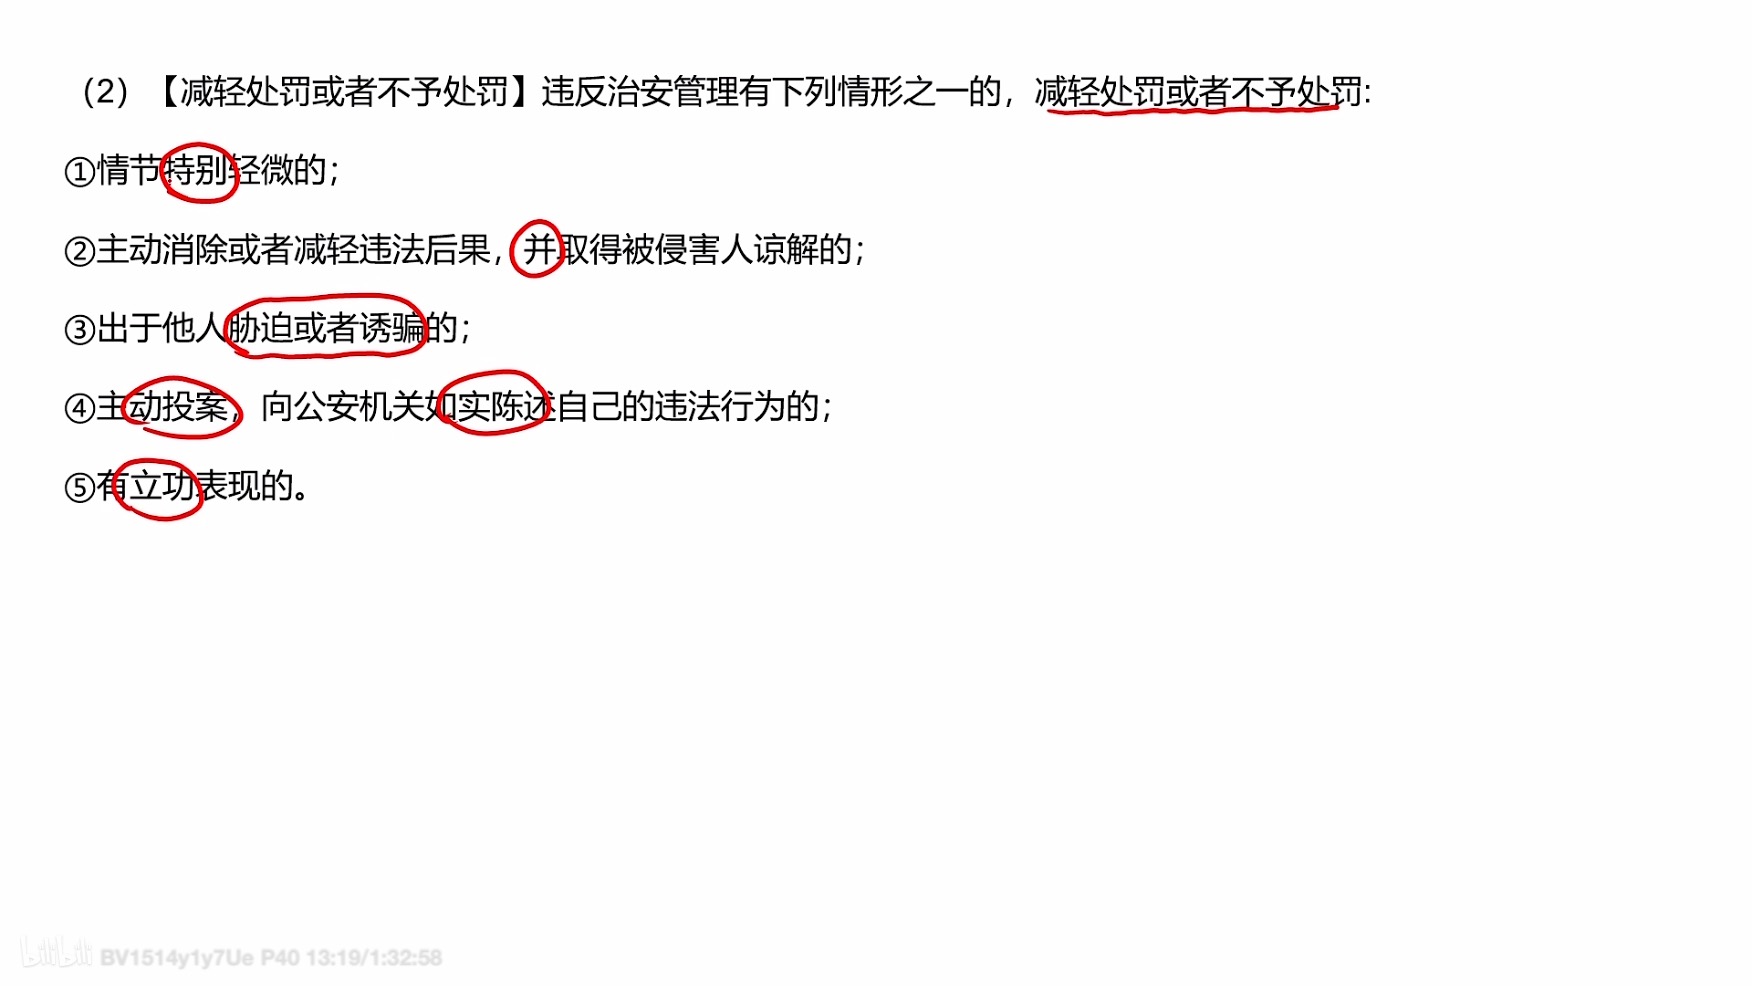 （2）【减轻处罚或者不予处罚】违反治安管理有下列情形之一的，减轻处罚或者不予处罚:
①情节特别轻微的；
②主动消除或者减轻违法后果，并取得被侵害人谅解的；
③出于他人胁迫或者诱骗的；
④主动投案，向公安机关如实陈述自己的违法行为的；
⑤有立功表现的。
bilibili BV1514y1y7Ue P40 13:19/1:32:58